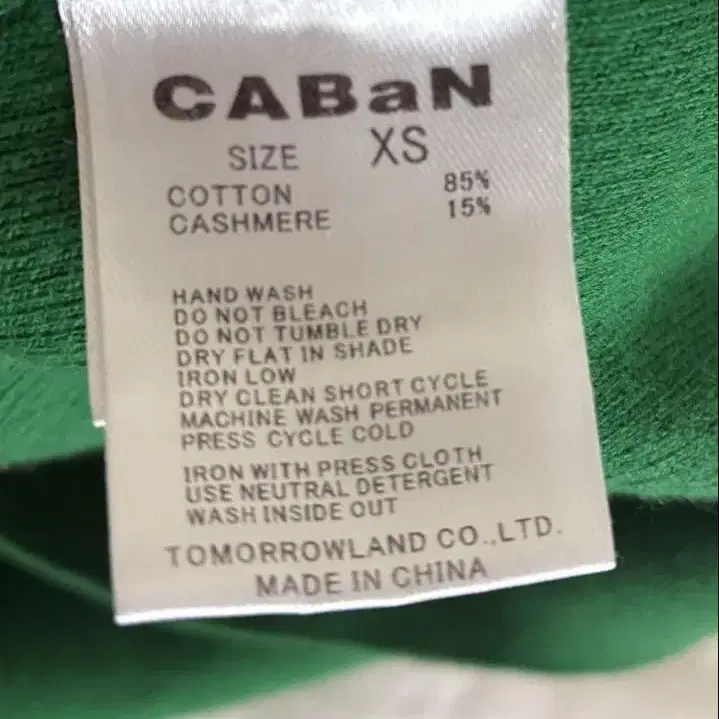 CABaN
SIZE XS
COTTON 85%
CASHMERE 15%
HAND WASH
DO NOT BLEACH
DO NOT TUMBLE DRY
DRY FLAT IN SHADE
IRON LOW
DRY CLEAN SHORT CYCLE
MACHINE WASH PERMANENT
PRESS CYCLE COLD
IRON WITH PRESS CLOTH
USE NEUTRAL DETERGENT
WASH INSIDE OUT
TOMORROWLAND CO.,LTD.
MADE IN CHINA